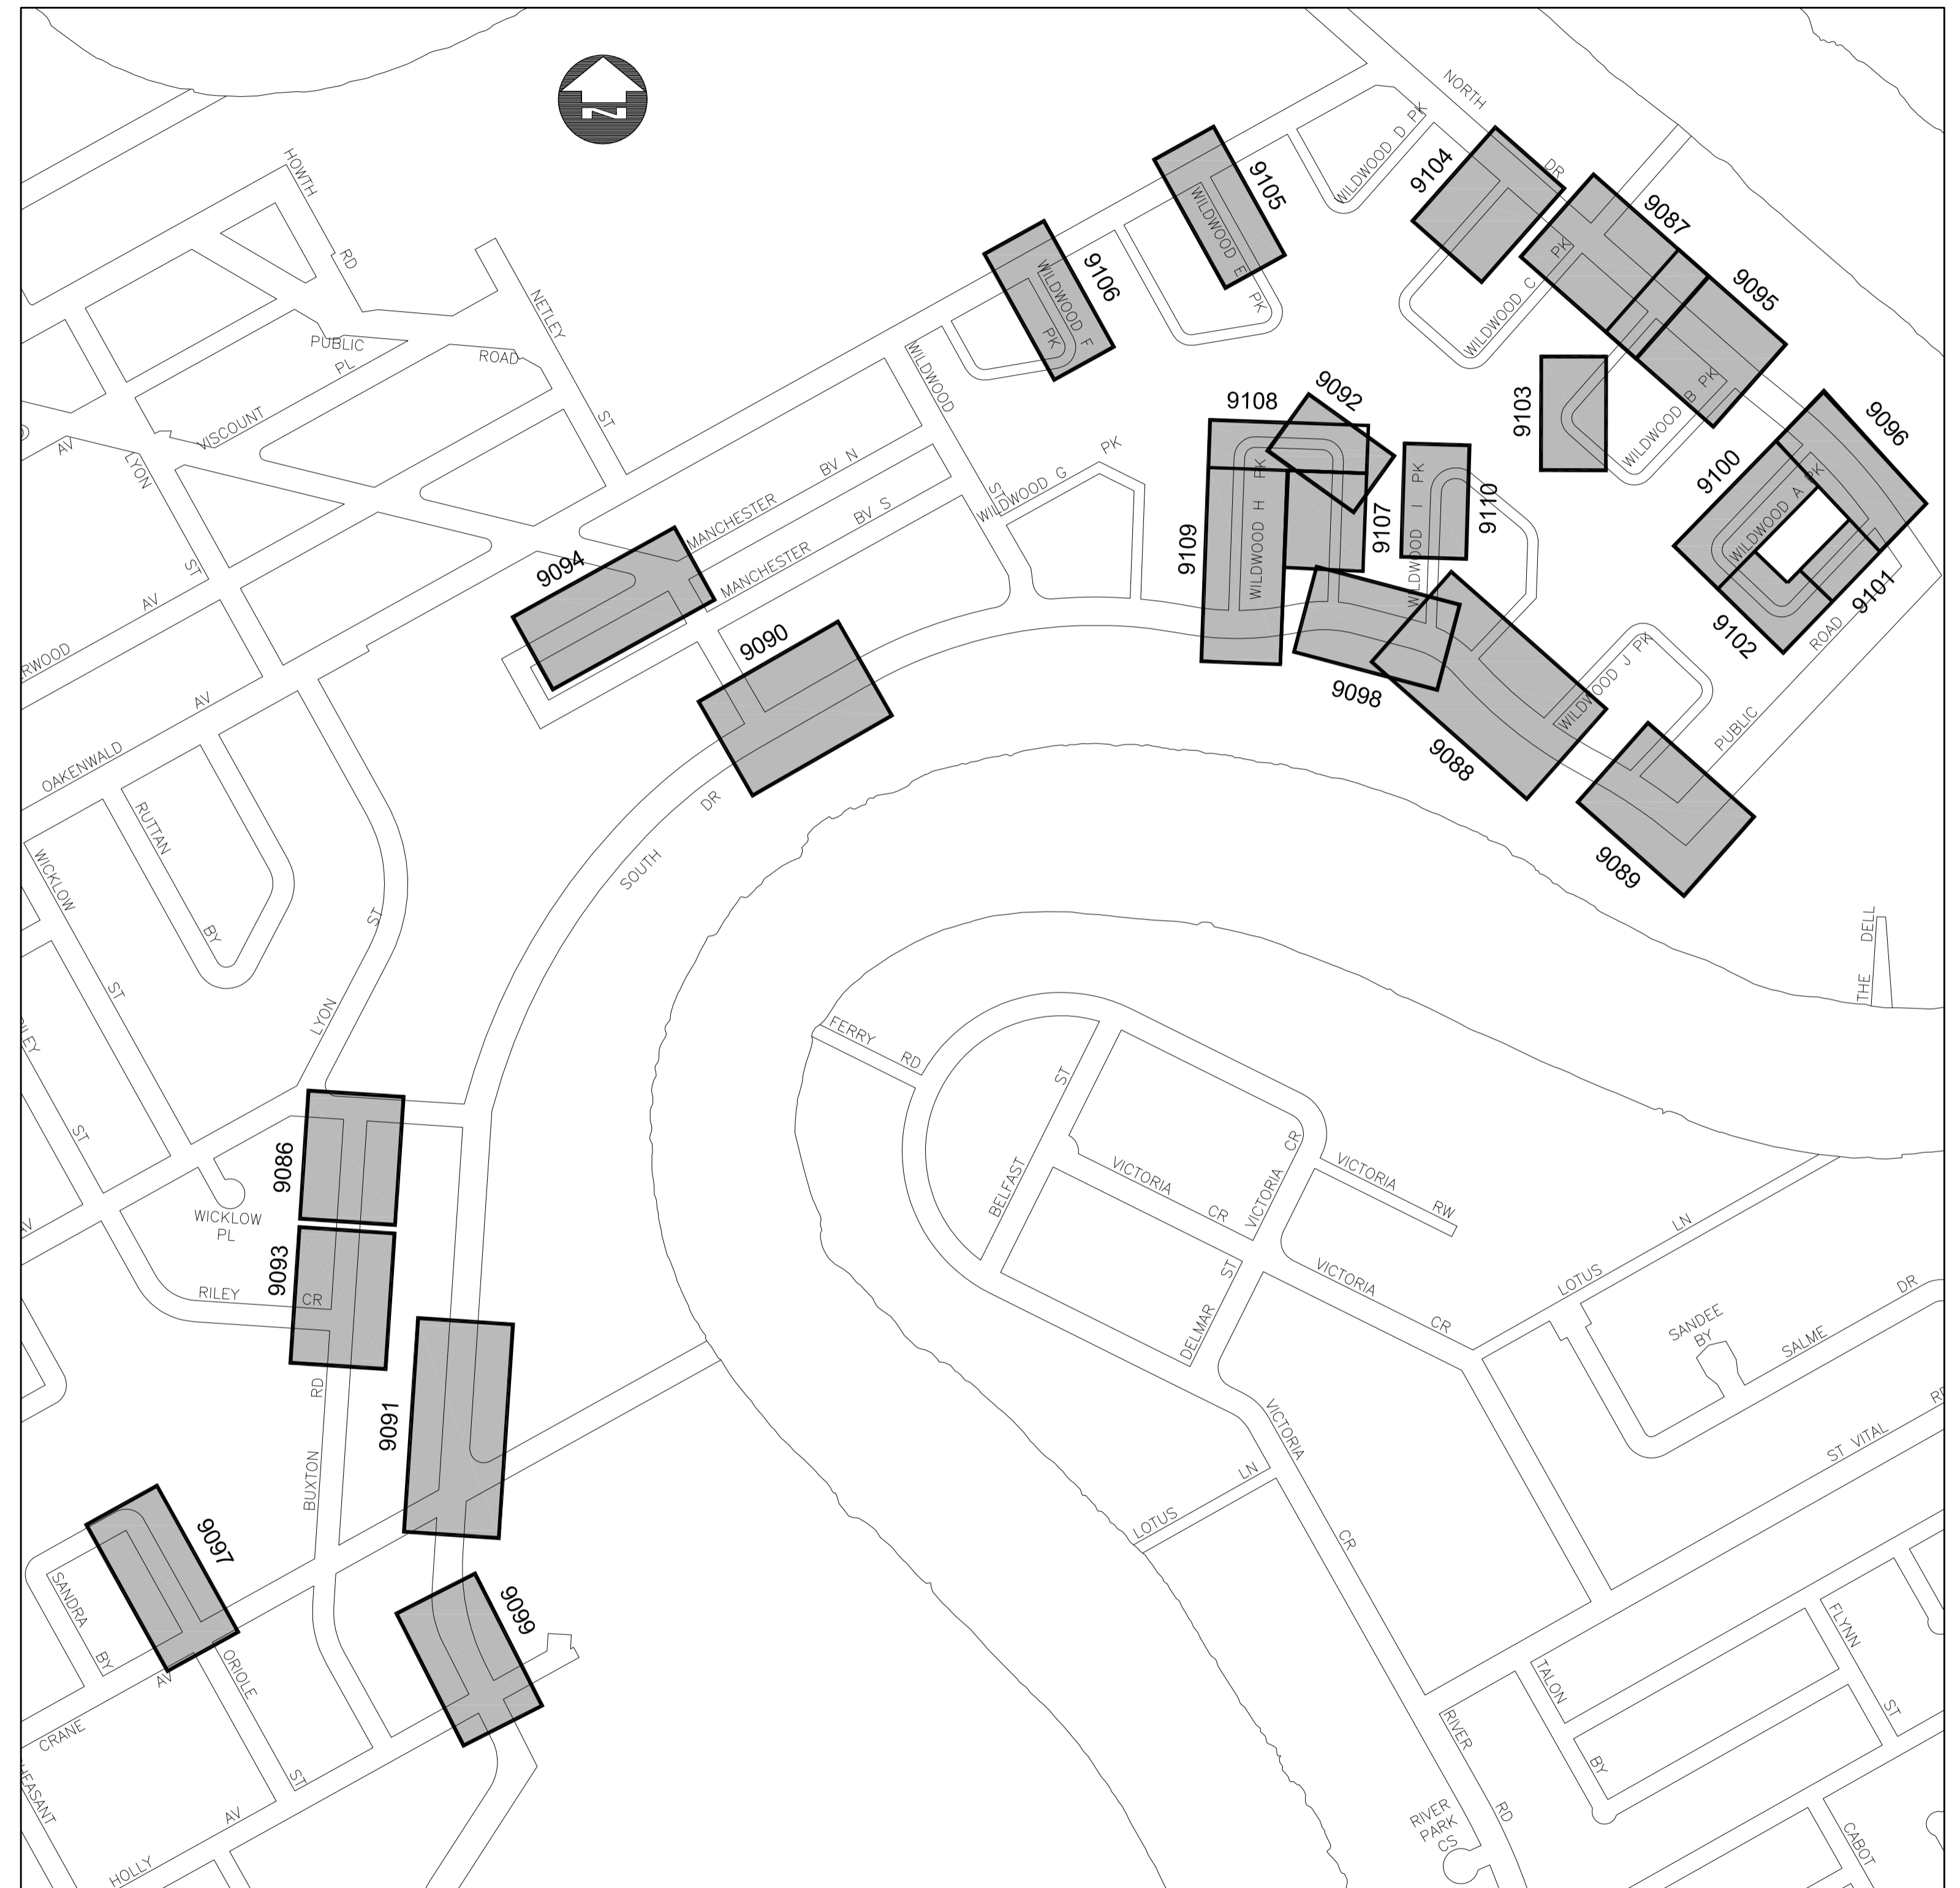 N
NORTH
DR
HOWTH
RD
NETLEY
ST
PUBLIC
ROAD
VISCOUNT
PL
LYON
ST
AV
AV
RWOOD
OAKENWALD
AV
RUTTAN
BY
WICKLOW
ST
LYON
ST
ST
AV
WICKLOW
PL
RILEY
CR
RD
BUXTON
SANDRA
BY
CRANE
AV
ORIOLE
ST
HOLLY
AV
HEASANT
MANCHESTER
BV N
MANCHESTER
BV S
WILDWOOD
ST
SOUTH
DR
WILDWOOD D PK
WILDWOOD E
PK
WILDWOOD F
PK
WILDWOOD G
PK
WILDWOOD H PK
WILDWOOD I PK
WILDWOOD J PK
WILDWOOD C
PK
WILDWOOD B PK
WILDWOOD A PK
PUBLIC
ROAD
THE DELL
9104
9105
9106
9087
9095
9096
9103
9100
9101
9102
9092
9108
9107
9109
9110
9098
9088
9089
9094
9090
9086
9093
9091
9097
9099
FERRY
RD
BELFAST
ST
VICTORIA
CR
VICTORIA
CR
VICTORIA
RW
VICTORIA
CR
DELMAR
ST
LOTUS
LN
LOTUS
LN
VICTORIA
CR
SANDEE
BY
SALME
DR
ST VITAL
RD
RIVER
RD
TALON
BY
FLYNN
ST
CABOT
RIVER
PARK
CS